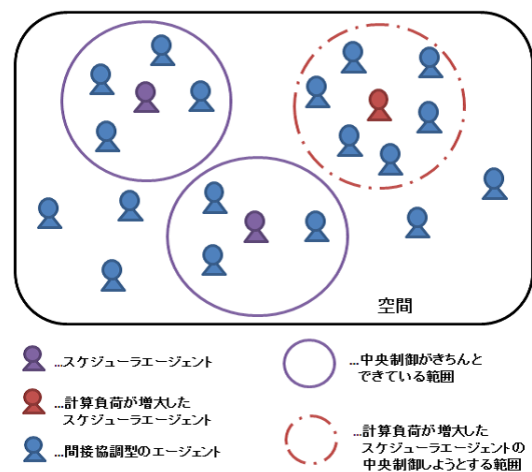 空間
…スケジューラエージェント
…計算負荷が増大した
スケジューラエージェント
…間接協調型のエージェント
…中央制御がきちんと
できている範囲
…計算負荷が増大した
スケジューラエージェントの
中央制御しようとする範囲